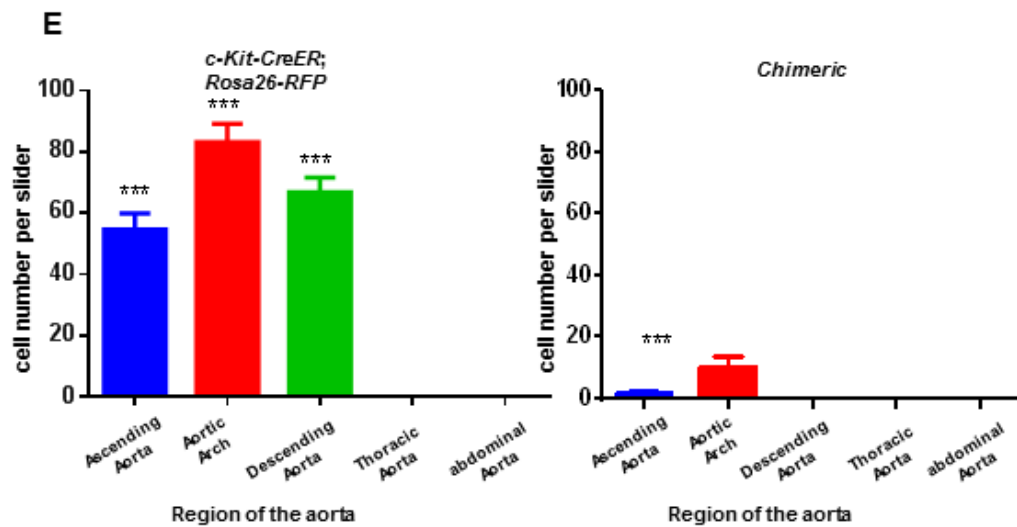 E
c-Kit-CreER;
Rosa26-RFP
cell number per slider
100
80
60
40
20
0
***
***
***
Ascending
Aorta
Aortic
Arch
Descending
Aorta
Thoracic
Aorta
abdominal
Aorta
Region of the aorta
Chimeric
cell number per slider
100
80
60
40
20
0
***
Ascending
Aorta
Aortic
Arch
Descending
Aorta
Thoracic
Aorta
abdominal
Aorta
Region of the aorta